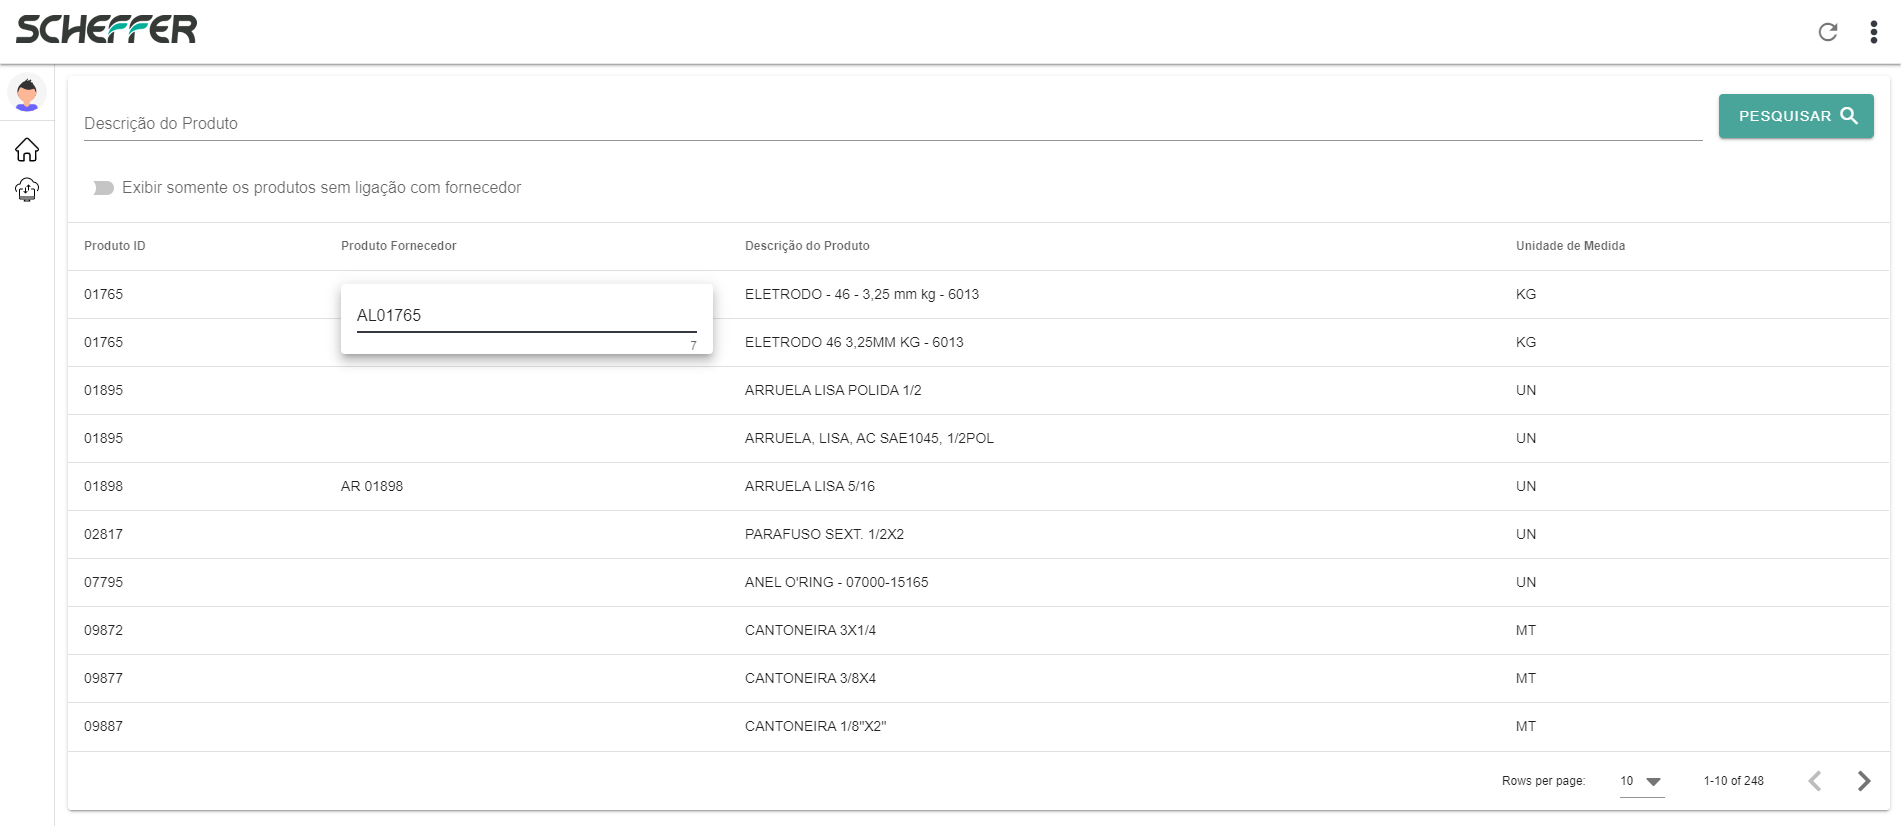 SCHEFFER
Descrição do Produto
PESQUISAR
Exibir somente os produtos sem ligação com fornecedor
Produto ID Produto Fornecedor Descrição do Produto Unidade de Medida
01765 ELETRODO - 46 - 3,25 mm kg - 6013 KG
AL01765
7
01765 ELETRODO 46 3,25MM KG - 6013 KG
01895 ARRUELA LISA POLIDA 1/2 UN
01895 ARRUELA, LISA, AC SAE1045, 1/2POL UN
01898 AR 01898 ARRUELA LISA 5/16 UN
02817 PARAFUSO SEXT. 1/2X2 UN
07795 ANEL O'RING - 07000-15165 UN
09872 CANTONEIRA 3X1/4 MT
09877 CANTONEIRA 3/8X4 MT
09887 CANTONEIRA 1/8"X2" MT
Rows per page: 10 1-10 of 248